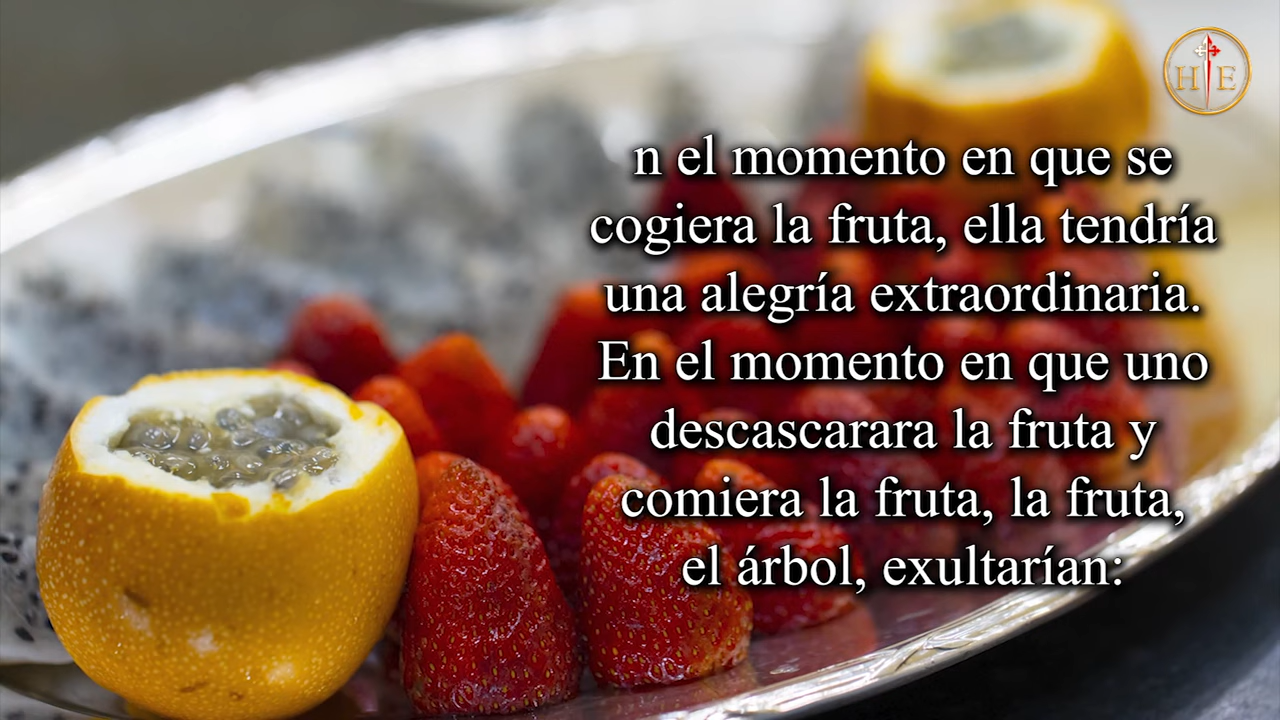 H E
n el momento en que se
cogiera la fruta, ella tendría
una alegría extraordinaria.
En el momento en que uno
descascarara la fruta y
comiera la fruta, la fruta,
el árbol, exultarían: